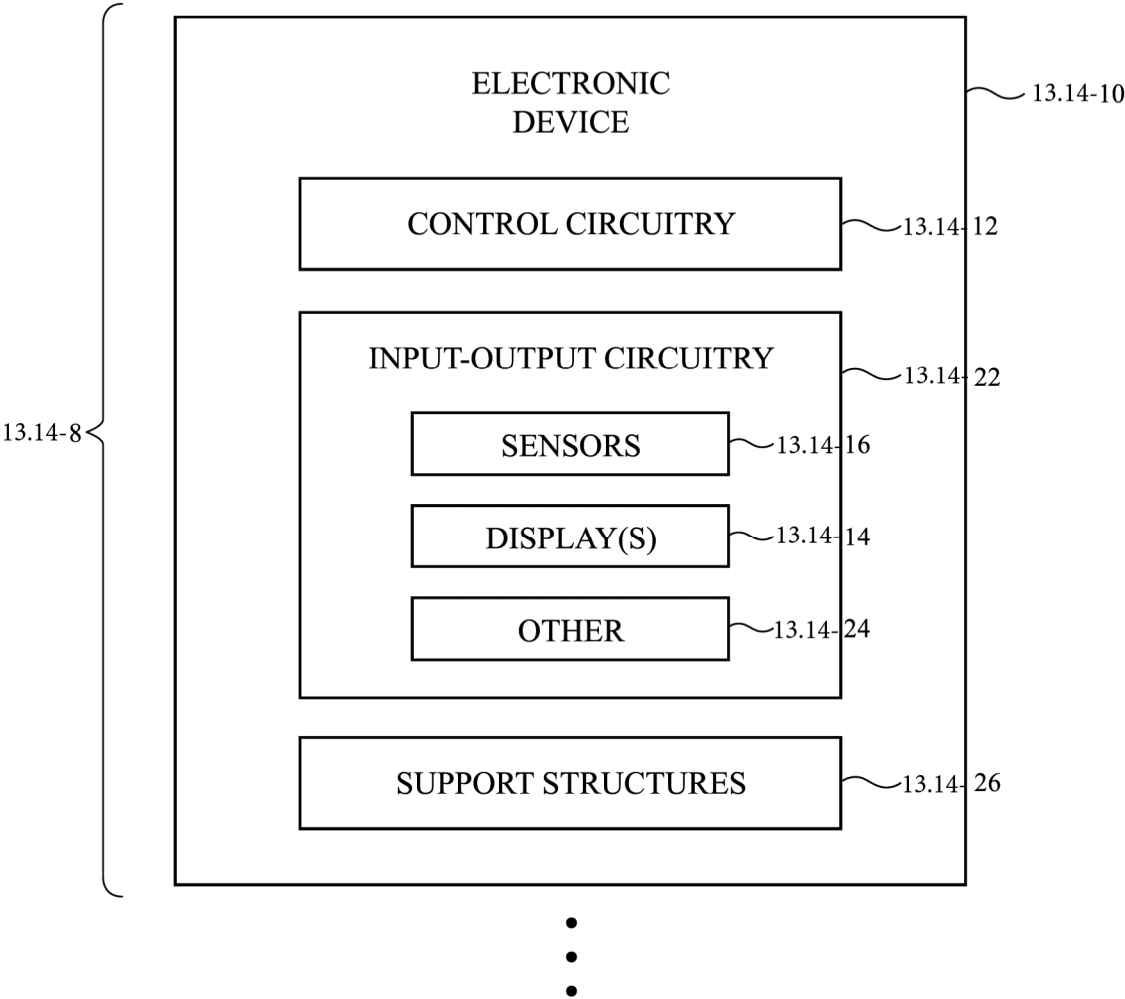 ELECTRONIC
DEVICE
13.14-10
CONTROL CIRCUITRY
13.14-12
INPUT-OUTPUT CIRCUITRY
13.14-22
13.14-8
SENSORS
13.14-16
DISPLAY(S)
13.14-14
OTHER
13.14-24
SUPPORT STRUCTURES
13.14-26